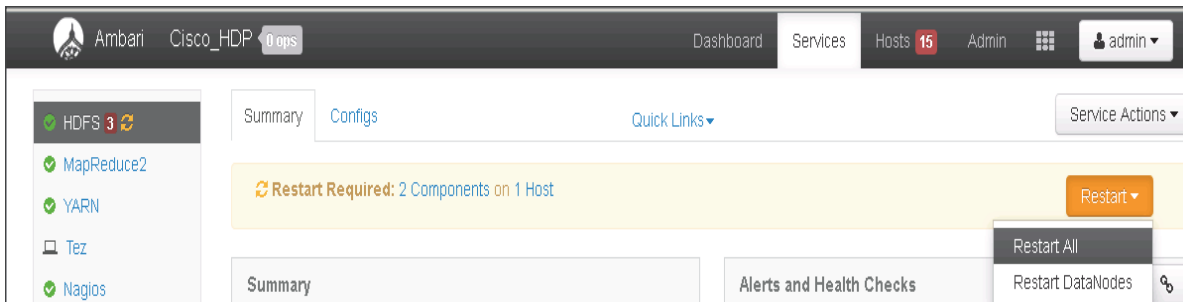 Ambari Cisco_HDP 0 ops Dashboard Services Hosts 15 Admin admin
HDFS 3
MapReduce2
YARN
Tez
Nagios
Summary Configs Quick Links Service Actions
Restart Required: 2 Components on 1 Host Restart
Restart All
Restart DataNodes
Summary Alerts and Health Checks